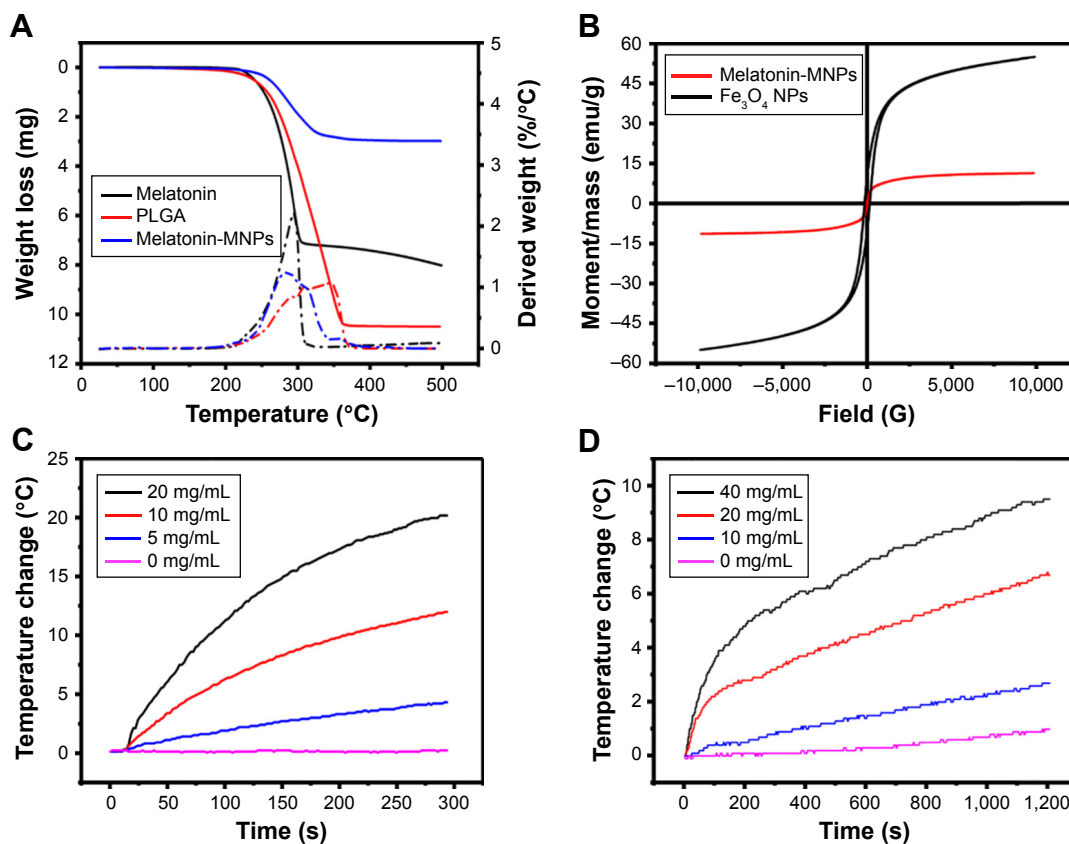 A
0
2
4
6
8
10
12
Weight loss (mg)
5
4
3
2
1
0
Derived weight (%/°C)
Melatonin
PLGA
Melatonin-MNPs
0
100
200
300
400
500
Temperature (°C)
B
60
45
30
15
0
–15
–30
–45
–60
Moment/mass (emu/g)
Melatonin-MNPs
Fe₃O₄ NPs
–10,000
–5,000
0
5,000
10,000
Field (G)
C
25
20
15
10
5
0
Temperature change (°C)
20 mg/mL
10 mg/mL
5 mg/mL
0 mg/mL
0
50
100
150
200
250
300
Time (s)
D
10
8
6
4
2
0
Temperature change (°C)
40 mg/mL
20 mg/mL
10 mg/mL
0 mg/mL
0
200
400
600
800
1,000
1,200
Time (s)